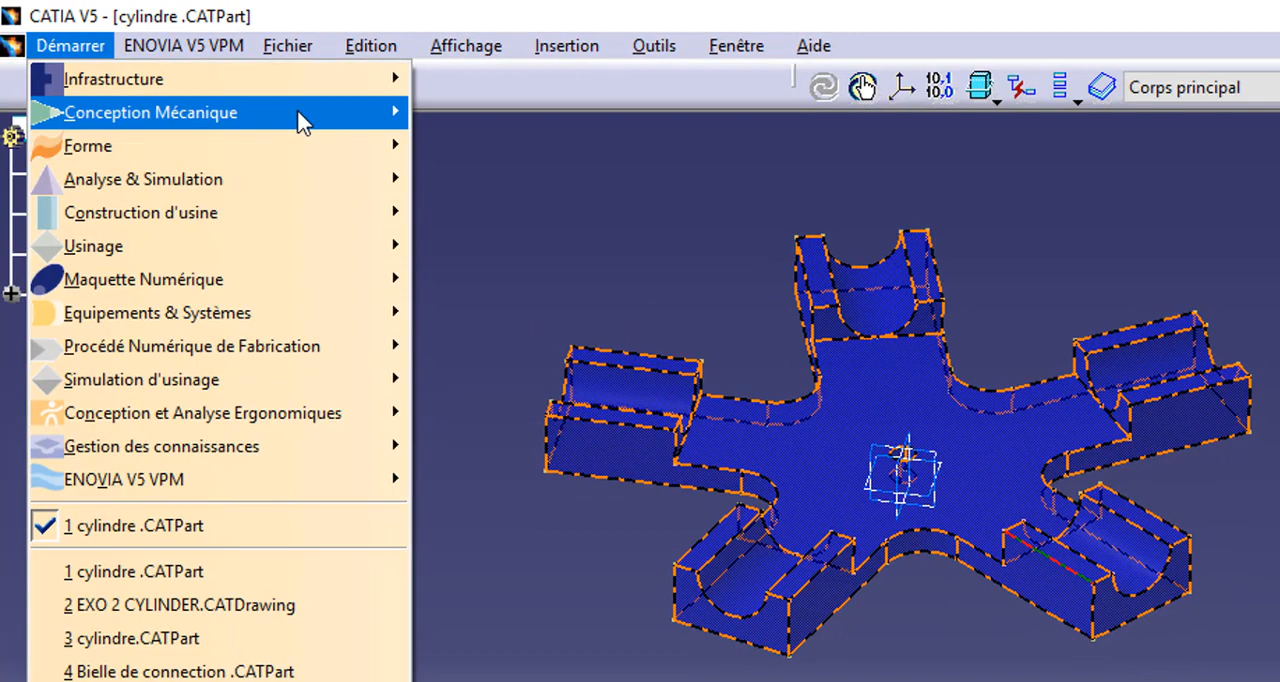 CATIA V5 - [cylindre .CATPart]
Démarrer ENOVIA V5 VPM Fichier Edition Affichage Insertion Outils Fenêtre Aide
10,1
10,0
Corps principal
Infrastructure
Conception Mécanique
Forme
Analyse & Simulation
Construction d'usine
Usinage
Maquette Numérique
Equipements & Systèmes
Procédé Numérique de Fabrication
Simulation d'usinage
Conception et Analyse Ergonomiques
Gestion des connaissances
ENOVIA V5 VPM
1 cylindre .CATPart
1 cylindre .CATPart
2 EXO 2 CYLINDER.CATDrawing
3 cylindre.CATPart
4 Bielle de connection .CATPart